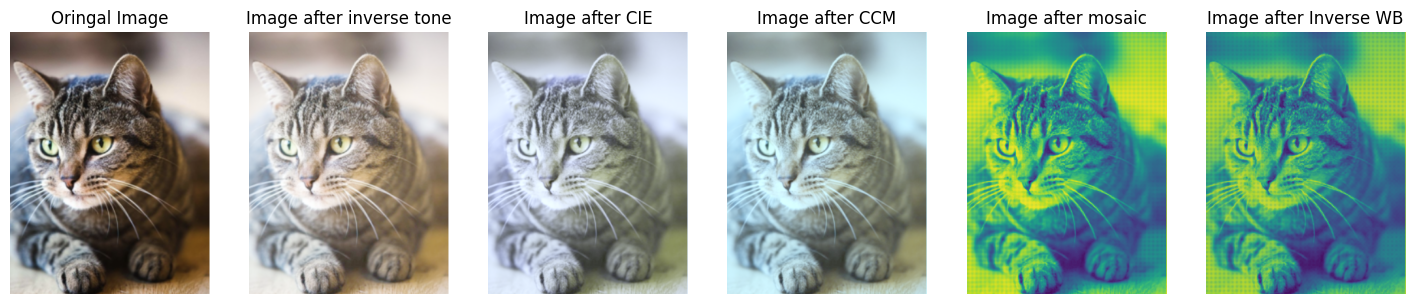 Oringal Image
Image after inverse tone
Image after CIE
Image after CCM
Image after mosaic
Image after Inverse WB